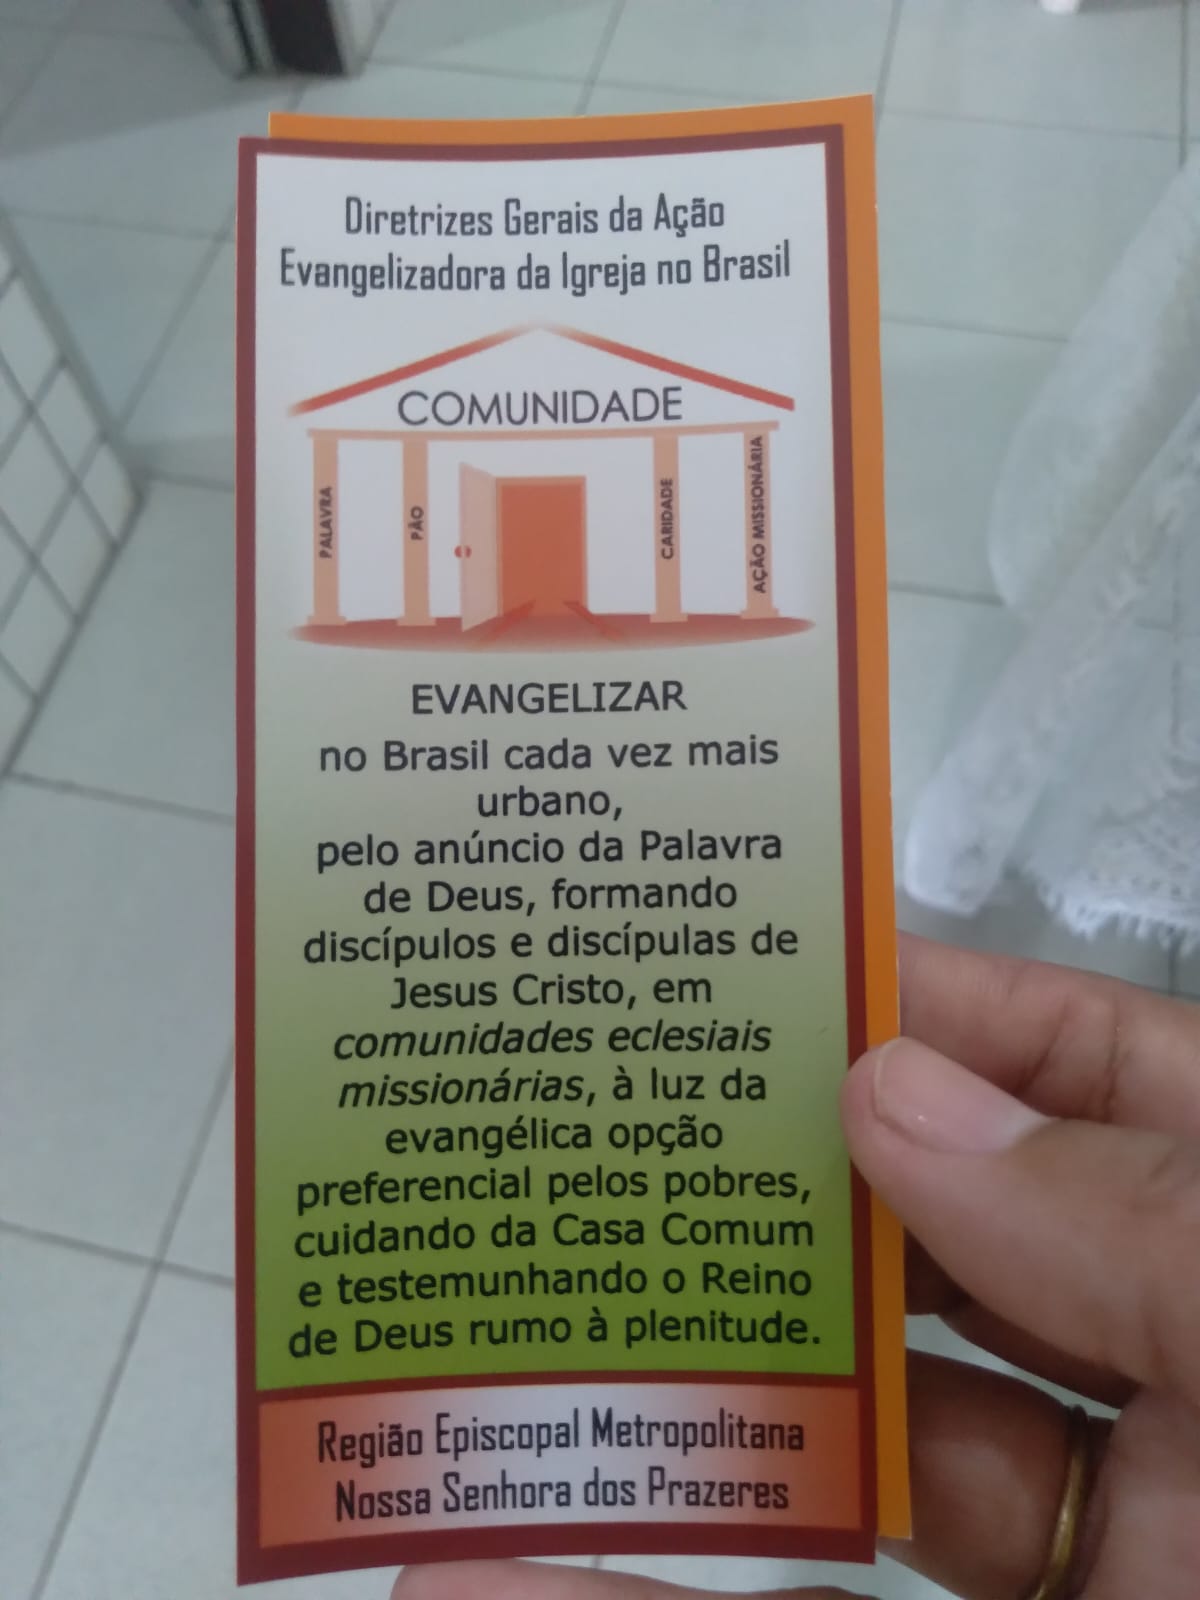 Diretrizes Gerais da Ação
Evangelizadora da Igreja no Brasil
COMUNIDADE
PALAVRA
PÃO
CARIDADE
AÇÃO MISSIONÁRIA
EVANGELIZAR
no Brasil cada vez mais
urbano,
pelo anúncio da Palavra
de Deus, formando
discípulos e discípulas de
Jesus Cristo, em
comunidades eclesiais
missionárias, à luz da
evangélica opção
preferencial pelos pobres,
cuidando da Casa Comum
e testemunhando o Reino
de Deus rumo à plenitude.
Região Episcopal Metropolitana
Nossa Senhora dos Prazeres